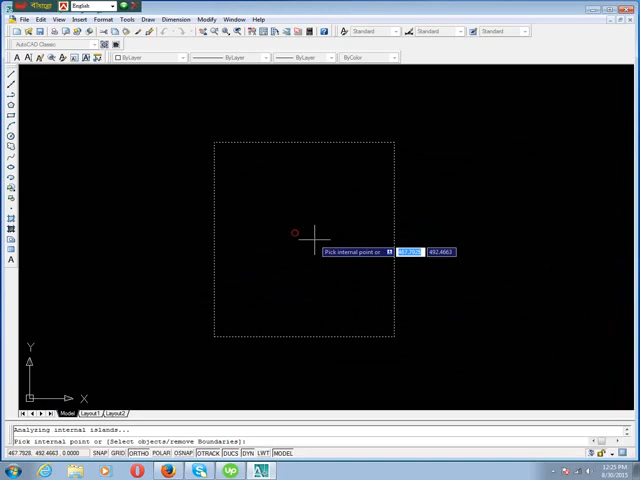 বাংলা English
File Edit View Insert Format Tools Draw Dimension Modify Window Help
Standard Standard Standard
AutoCAD Classic
ByLayer ByLayer ByLayer ByColor
Pick internal point or 467.7928 492.4663
Y
X
Model Layout1 Layout2
Analyzing internal islands...
Pick internal point or [Select objects/remove Boundaries]:
467.7928, 492.4663, 0.0000 SNAP GRID ORTHO POLAR OSNAP OTRACK DUCS DYN LWT MODEL
12:25 PM
8/30/2015